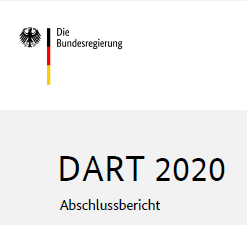 Die
Bundesregierung
DART 2020
Abschlussbericht